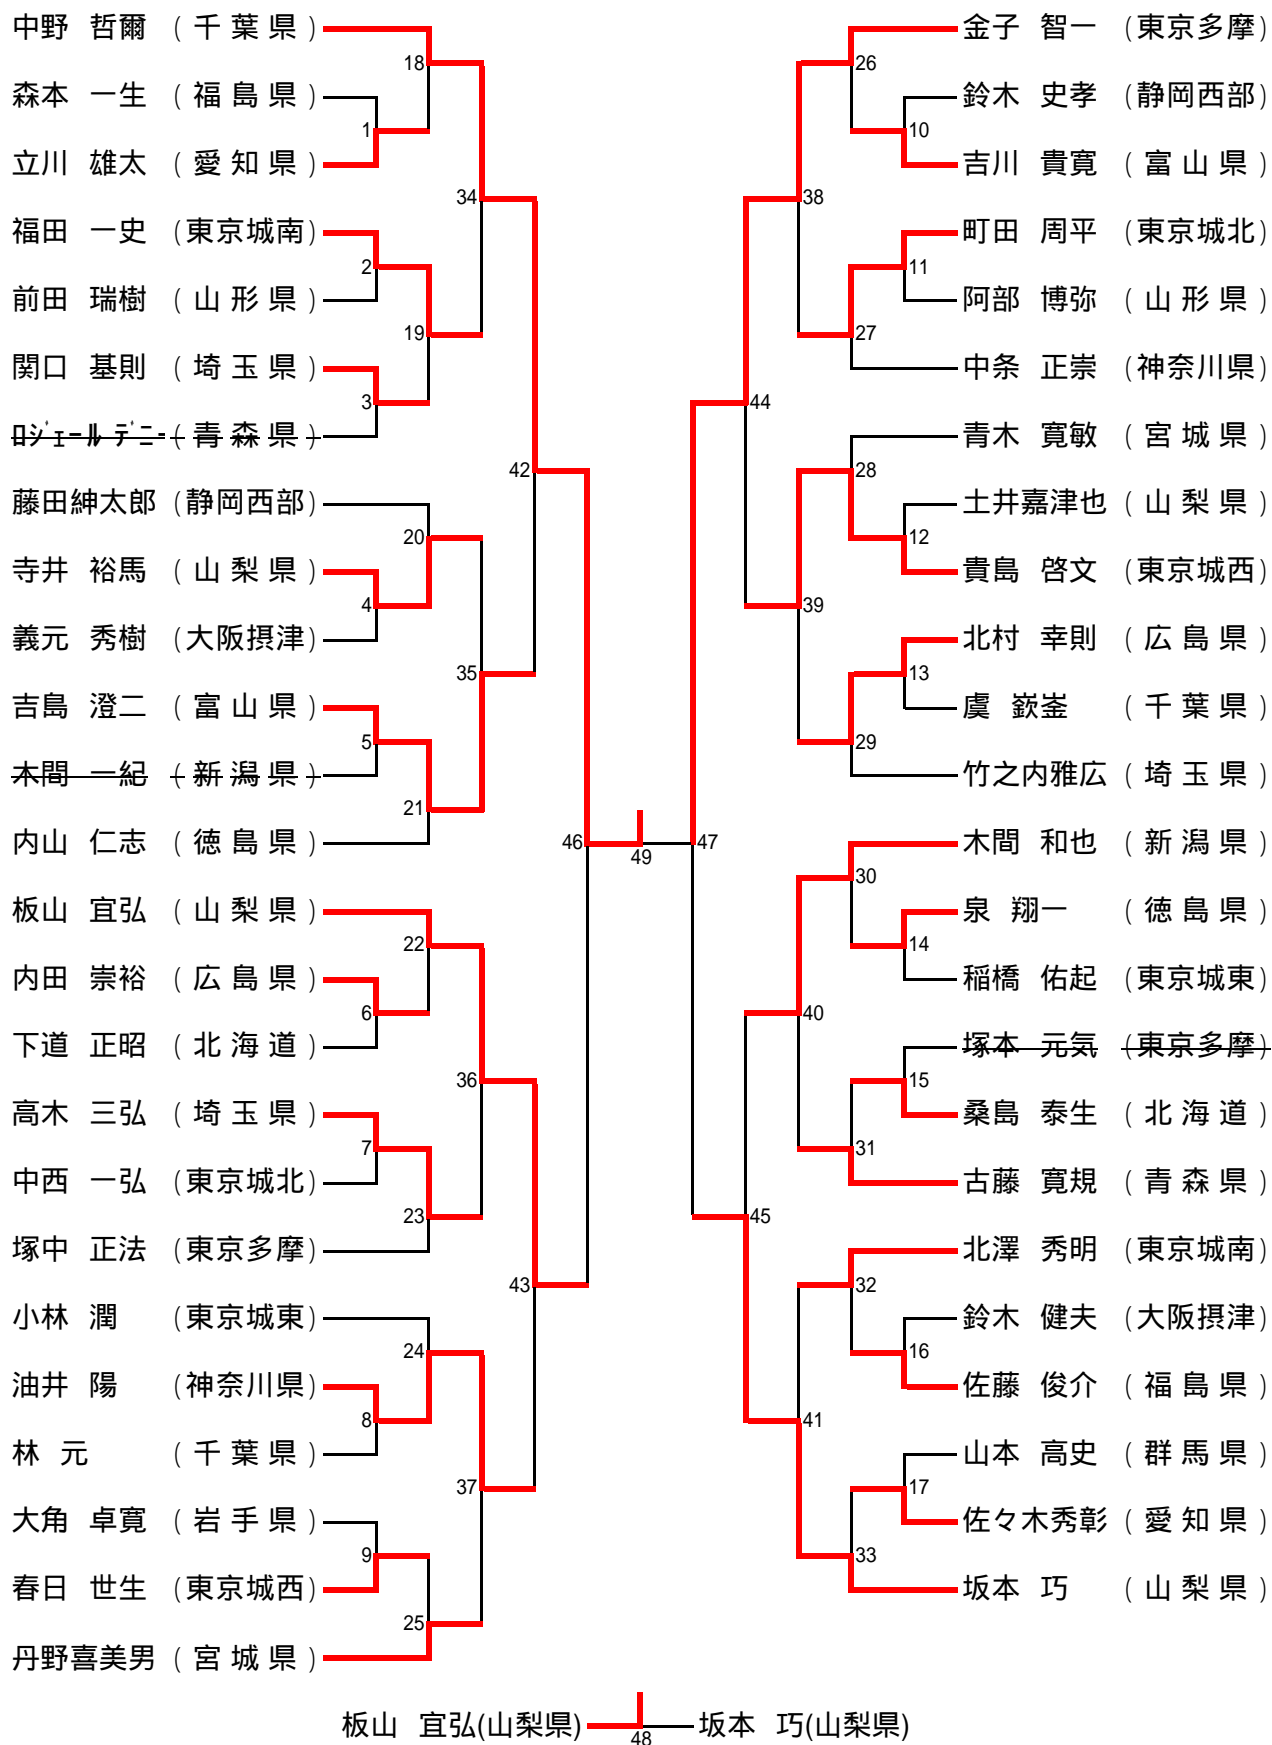 中野 哲爾 (千葉県)
森本 一生 (福島県)
立川 雄太 (愛知県)
福田 一史 (東京城南)
前田 瑞樹 (山形県)
関口 基則 (埼玉県)
ﾛｼﾞｪｰﾙ ﾃﾞﾆｰ (青森県)
藤田紳太郎 (静岡西部)
寺井 裕馬 (山梨県)
義元 秀樹 (大阪摂津)
吉島 澄二 (富山県)
木間 一紀 (新潟県)
内山 仁志 (徳島県)
板山 宜弘 (山梨県)
内田 崇裕 (広島県)
下道 正昭 (北海道)
高木 三弘 (埼玉県)
中西 一弘 (東京城北)
塚中 正法 (東京多摩)
小林 潤 (東京城東)
油井 陽 (神奈川県)
林 元 (千葉県)
大角 卓寛 (岩手県)
春日 世生 (東京城西)
丹野喜美男 (宮城県)
1
2
3
4
5
6
7
8
9
18
19
20
21
22
23
24
25
34
35
36
37
42
43
46
49
47
44
45
38
39
40
41
26
27
28
29
30
31
32
33
10
11
12
13
14
15
16
17
金子 智一 (東京多摩)
鈴木 史孝 (静岡西部)
吉川 貴寛 (富山県)
町田 周平 (東京城北)
阿部 博弥 (山形県)
中条 正崇 (神奈川県)
青木 寛敏 (宮城県)
土井嘉津也 (山梨県)
貴島 啓文 (東京城西)
北村 幸則 (広島県)
虞 嶔崟 (千葉県)
竹之内雅広 (埼玉県)
木間 和也 (新潟県)
泉 翔一 (徳島県)
稲橋 佑起 (東京城東)
塚本 元気 (東京多摩)
桑島 泰生 (北海道)
古藤 寛規 (青森県)
北澤 秀明 (東京城南)
鈴木 健夫 (大阪摂津)
佐藤 俊介 (福島県)
山本 高史 (群馬県)
佐々木秀彰 (愛知県)
坂本 巧 (山梨県)
板山 宜弘(山梨県) 48 坂本 巧(山梨県)